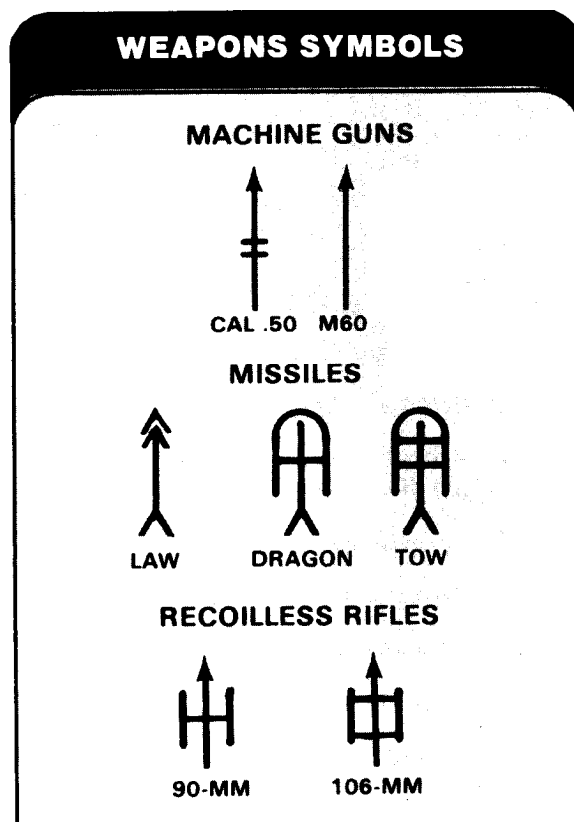 WEAPONS SYMBOLS
MACHINE GUNS
CAL .50 M60
MISSILES
LAW DRAGON TOW
RECOILLESS RIFLES
90-MM 106-MM